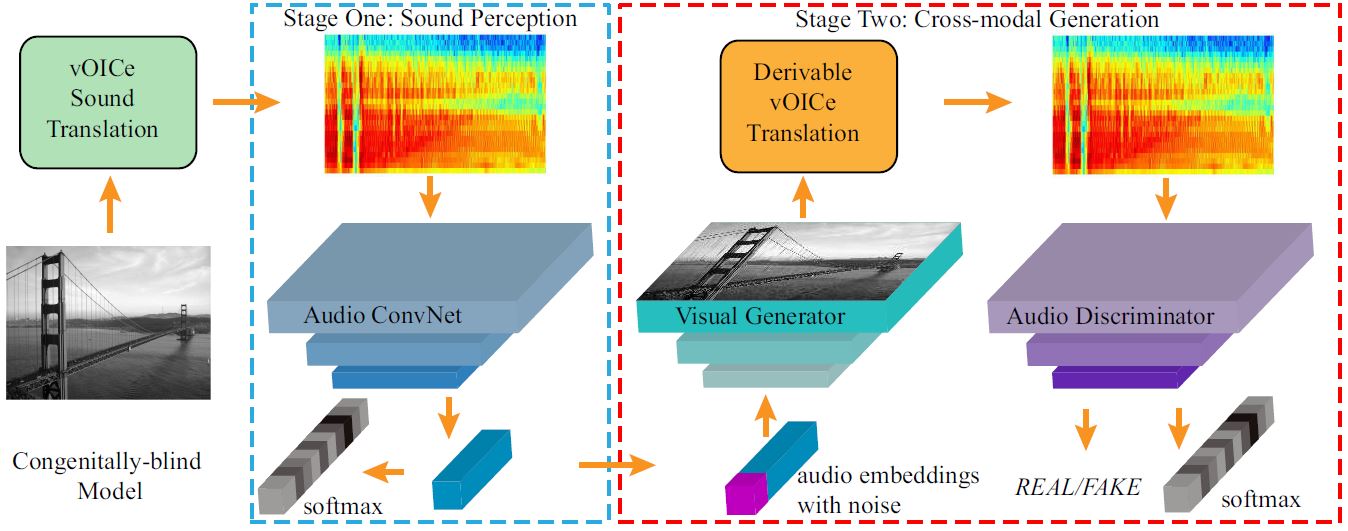 Stage One: Sound Perception
Stage Two: Cross-modal Generation
vOICe
Sound
Translation
Derivable
vOICe
Translation
Audio ConvNet
Visual Generator
Audio Discriminator
Congenitally-blind
Model
softmax
audio embeddings
with noise
REAL/FAKE
softmax